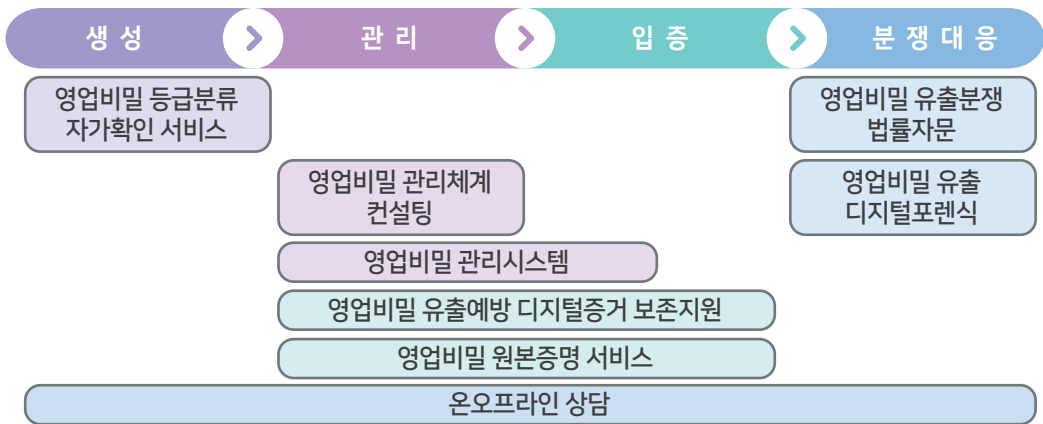 생성
관리
입증
분쟁대응
영업비밀 등급분류
자가확인 서비스
영업비밀 유출분쟁
법률자문
영업비밀 관리체계
컨설팅
영업비밀 유출
디지털포렌식
영업비밀 관리시스템
영업비밀 유출예방 디지털증거 보존지원
영업비밀 원본증명 서비스
온오프라인 상담